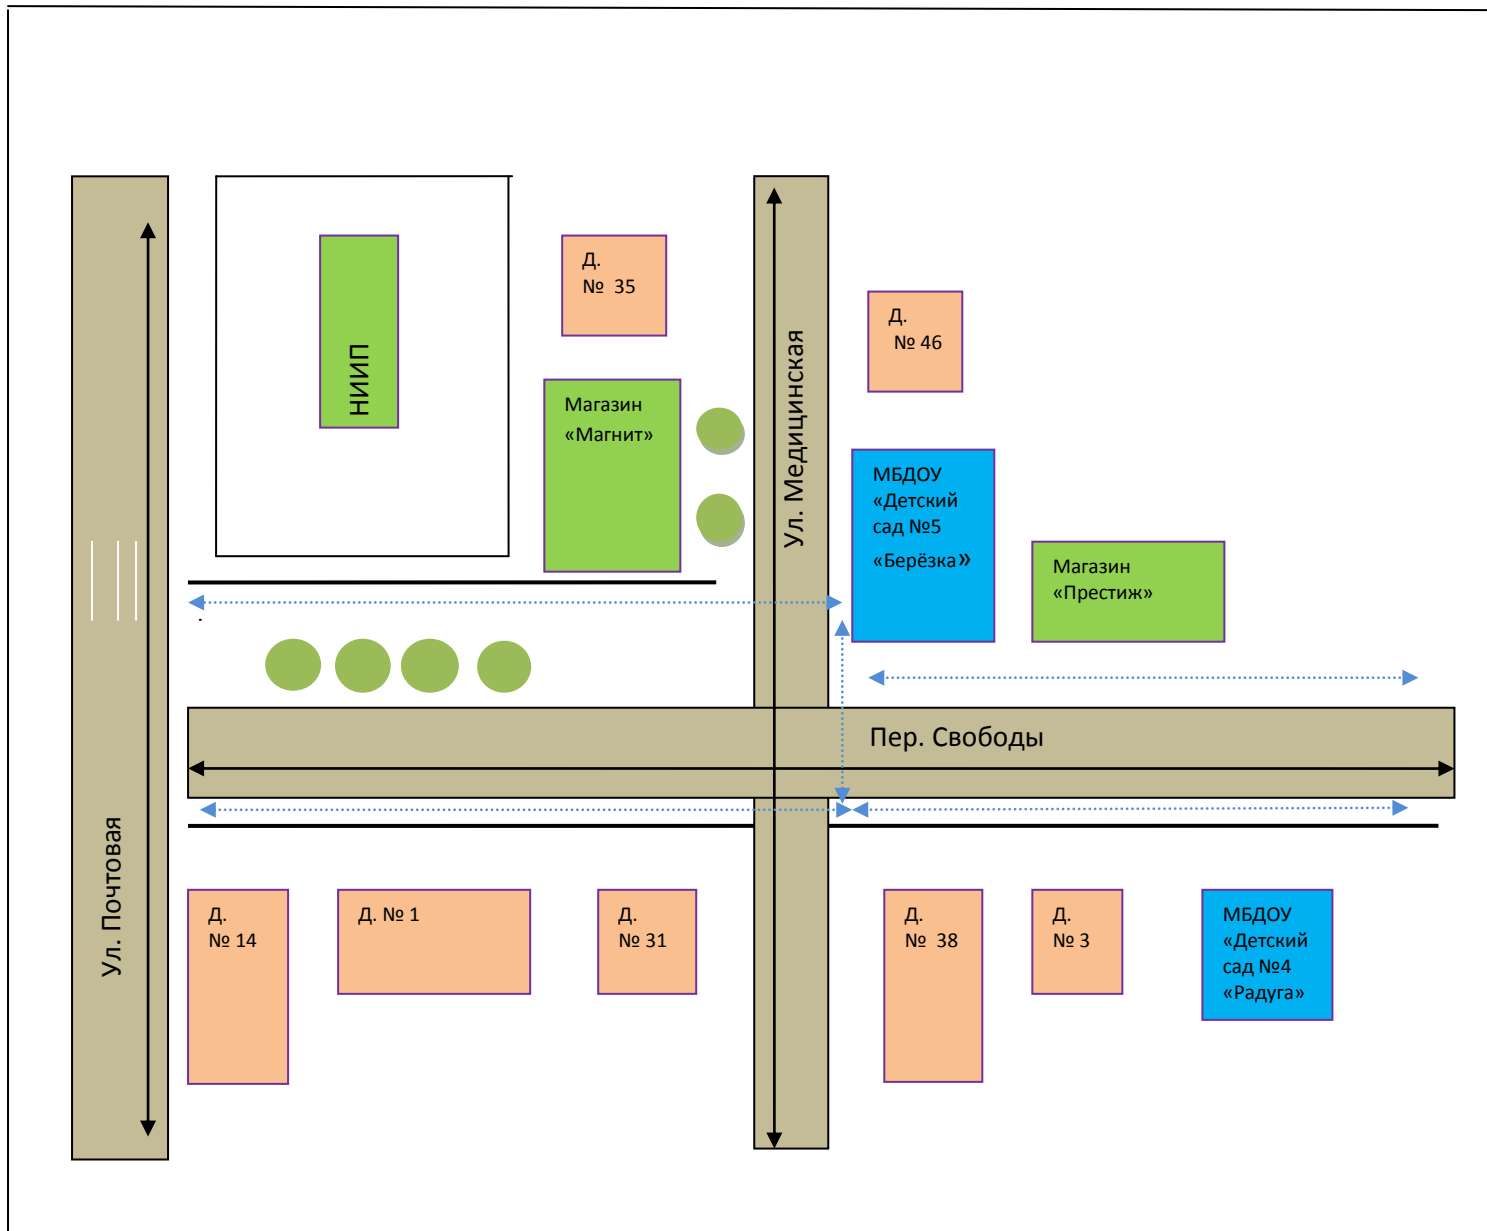 Д.
№ 35
НИИП
Д.
№ 46
Ул. Медицинская
Магазин
«Магнит»
МБДОУ
«Детский
сад №5
«Берёзка»
Магазин
«Престиж»
.
Пер. Свободы
Ул. Почтовая
Д.
№ 14
Д. № 1
Д.
№ 31
Д.
№ 38
Д.
№ 3
МБДОУ
«Детский
сад №4
«Радуга»